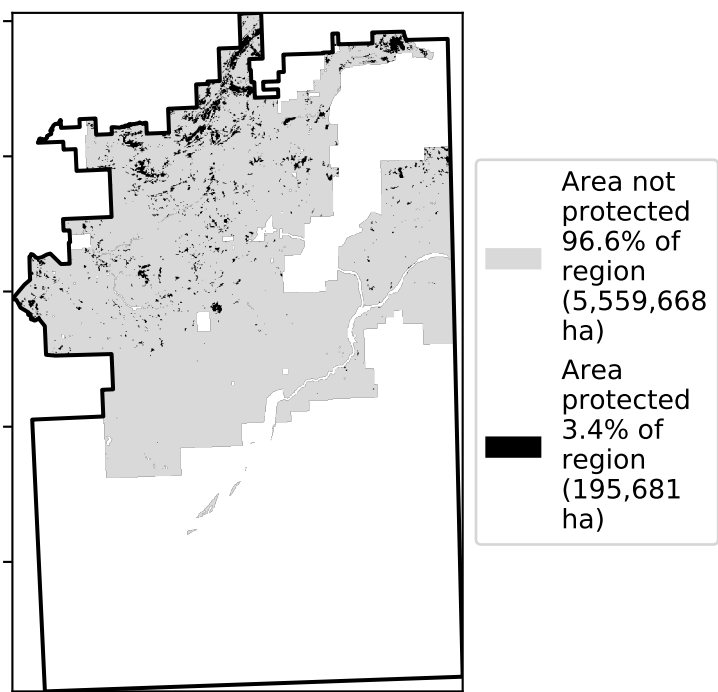 Area not
protected
96.6% of
region
(5,559,668
ha)
Area
protected
3.4% of
region
(195,681
ha)